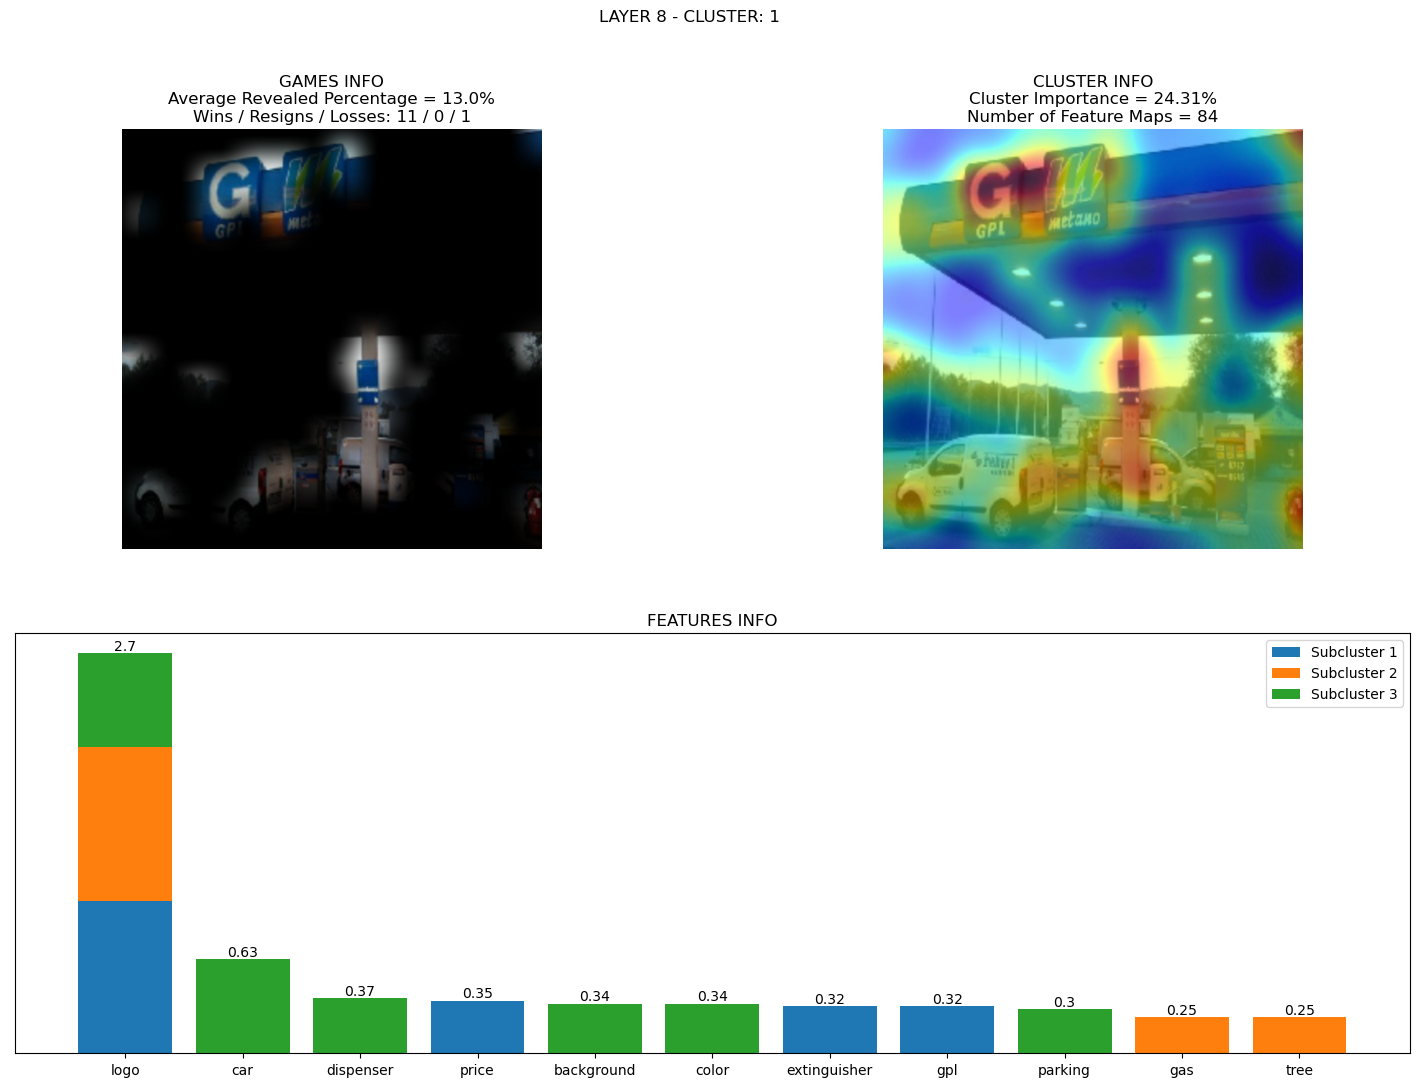 LAYER 8 - CLUSTER: 1
GAMES INFO
Average Revealed Percentage = 13.0%
Wins / Resigns / Losses: 11 / 0 / 1
G
GPL
metano
CLUSTER INFO
Cluster Importance = 24.31%
Number of Feature Maps = 84
G
GPL
metano
FEATURES INFO
Subcluster 1
Subcluster 2
Subcluster 3
2.7
0.63
0.37
0.35
0.34
0.34
0.32
0.32
0.3
0.25
0.25
logo
car
dispenser
price
background
color
extinguisher
gpl
parking
gas
tree